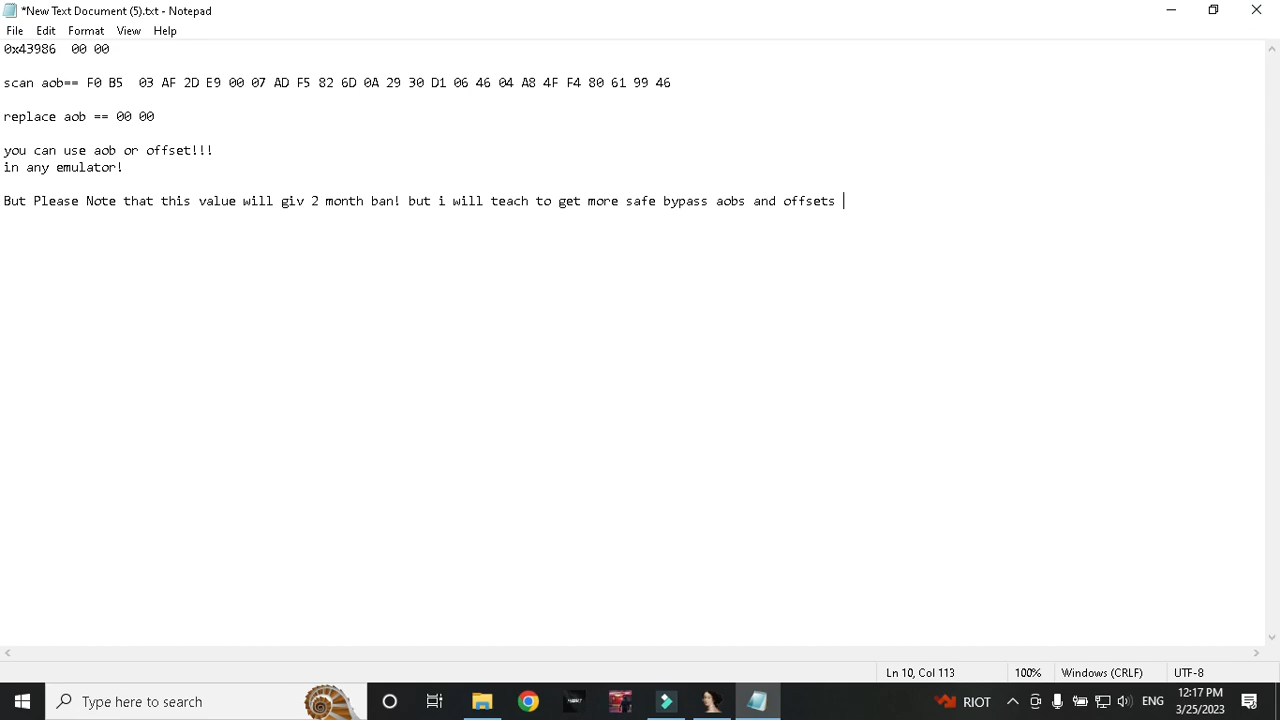 *New Text Document (5).txt - Notepad
File Edit Format View Help
0x43986  00 00
scan aob== F0 B5  03 AF 2D E9 00 07 AD F5 82 6D 0A 29 30 D1 06 46 04 A8 4F F4 80 61 99 46
replace aob == 00 00
you can use aob or offset!!!
in any emulator!
But Please Note that this value will giv 2 month ban! but i will teach to get more safe bypass aobs and offsets
Ln 10, Col 113 100% Windows (CRLF) UTF-8
Type here to search RIOT ENG 12:17 PM
3/25/2023